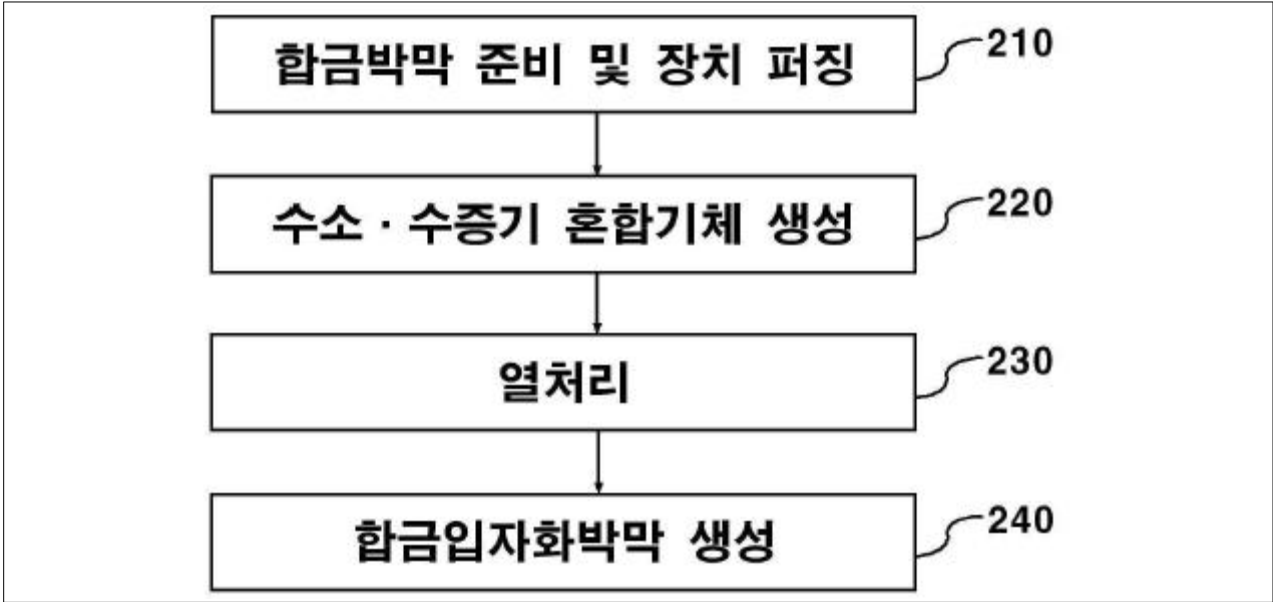 합금박막 준비 및 장치 퍼징 210
수소 · 수증기 혼합기체 생성 220
열처리 230
합금입자화박막 생성 240